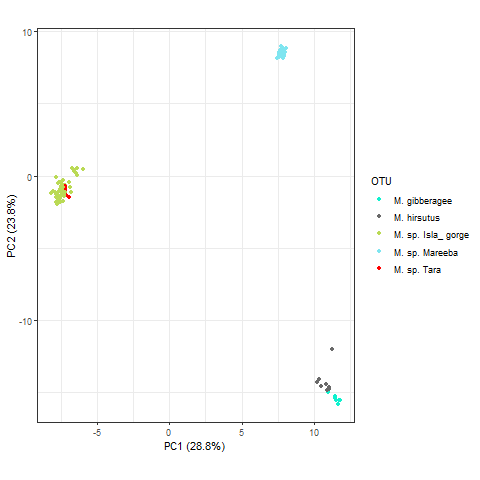 10
0
-10
PC2 (23.8%)
-5
0
5
10
PC1 (28.8%)
OTU
M. gibberagee
M. hirsutus
M. sp. Isla_ gorge
M. sp. Mareeba
M. sp. Tara